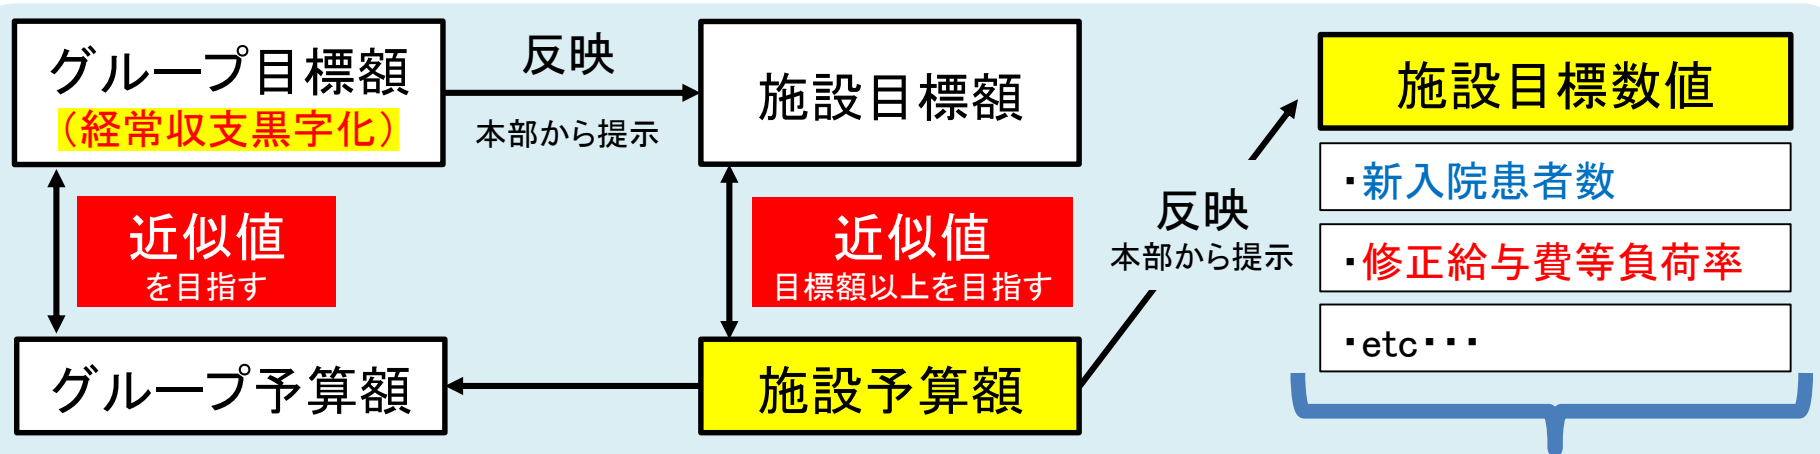 グループ目標額
（経常収支黒字化）
反映
本部から提示
施設目標額
近似値
を目指す
近似値
目標額以上を目指す
グループ予算額
施設予算額
反映
本部から提示
施設目標数値
・新入院患者数
・修正給与費等負荷率
・etc・・・